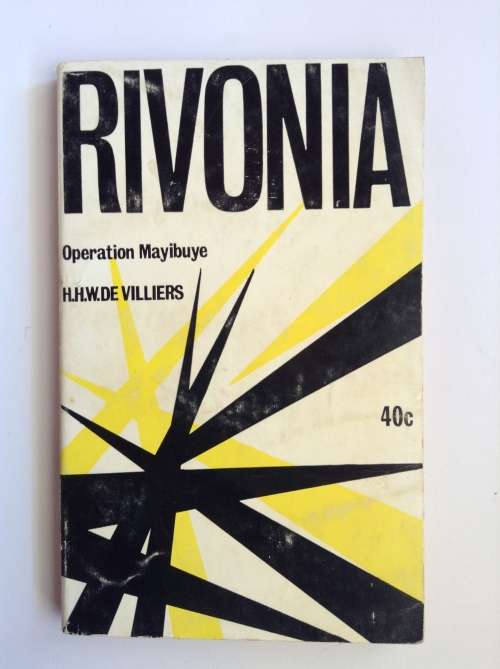 RIVONIA
Operation Mayibuye
H.H.W.DE VILLIERS
40c